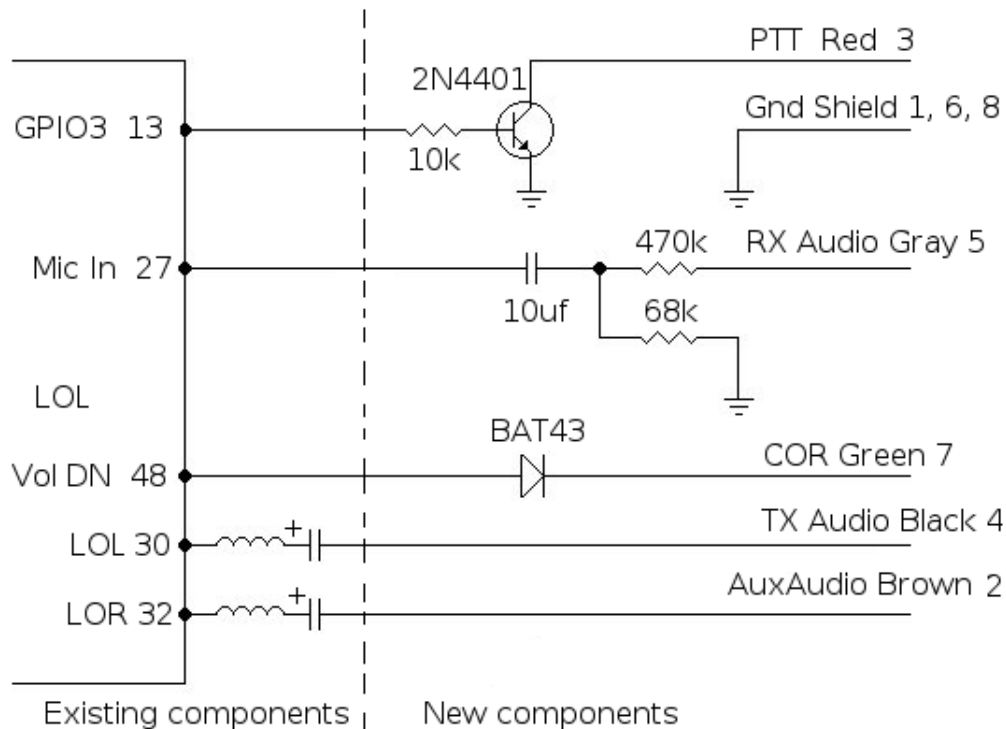 PTT Red 3
2N4401
Gnd Shield 1, 6, 8
GPIO3 13
10k
470k
RX Audio Gray 5
Mic In 27
10uf
68k
LOL
BAT43
COR Green 7
Vol DN 48
TX Audio Black 4
+
LOL 30
AuxAudio Brown 2
+
LOR 32
Existing components
New components